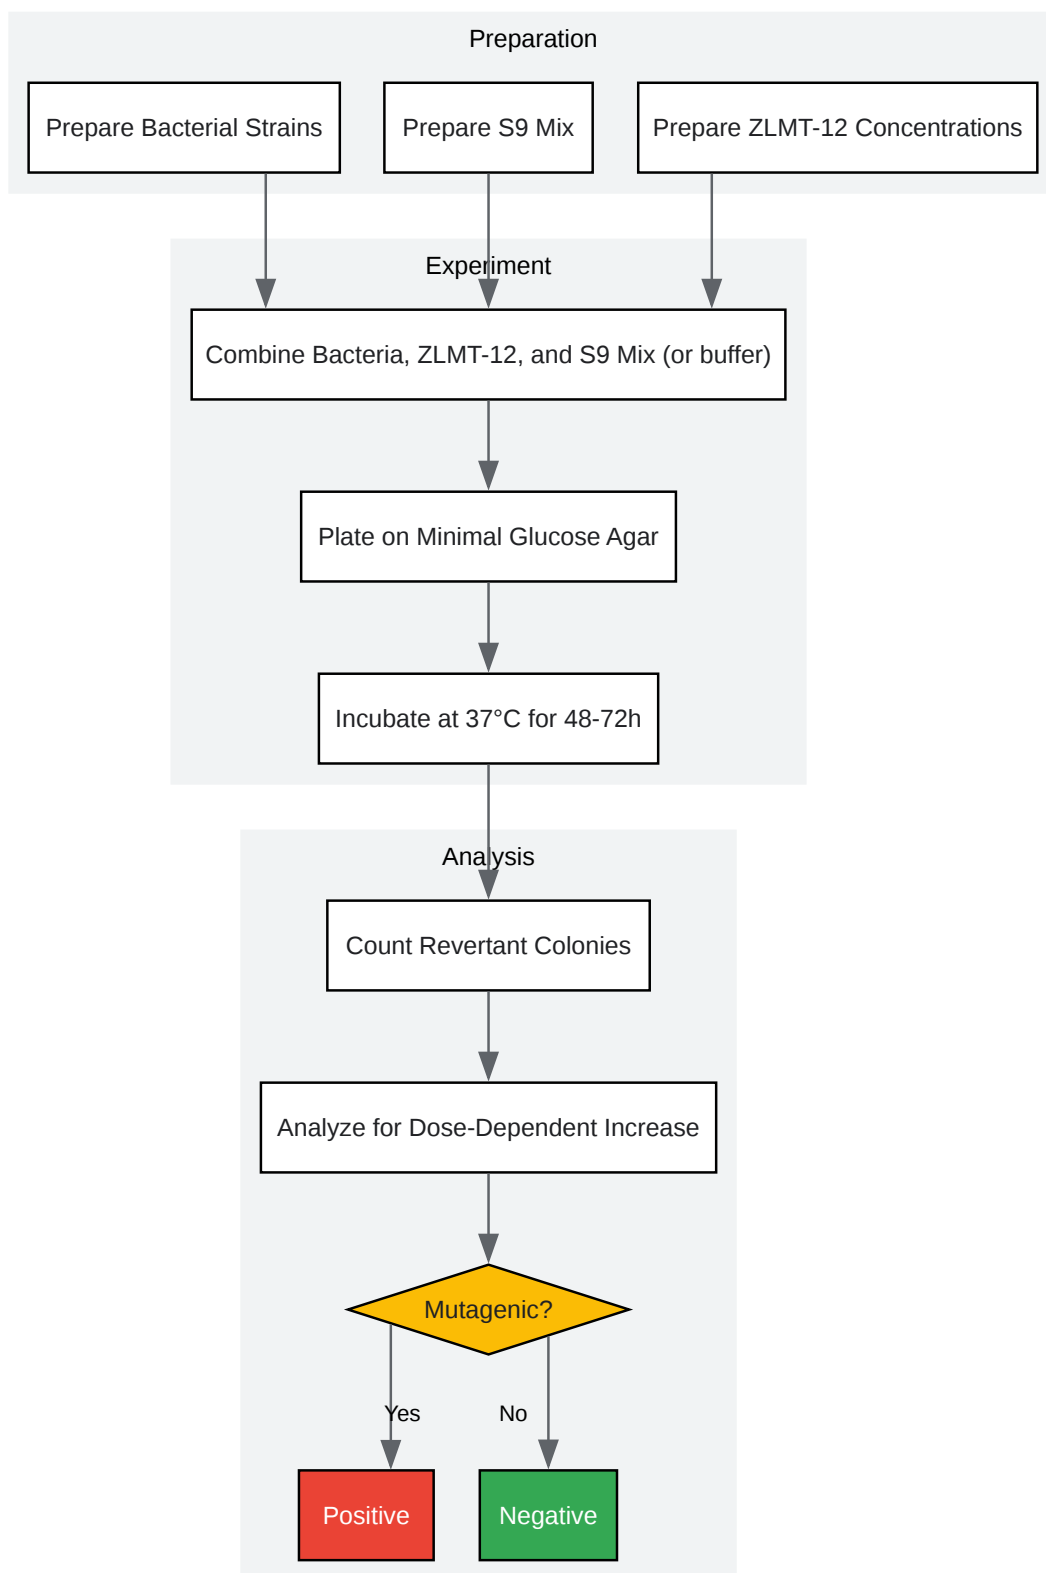 Preparation
Prepare Bacterial Strains
Prepare S9 Mix
Prepare ZLMT-12 Concentrations
Experiment
Combine Bacteria, ZLMT-12, and S9 Mix (or buffer)
Plate on Minimal Glucose Agar
Incubate at 37°C for 48-72h
Analysis
Count Revertant Colonies
Analyze for Dose-Dependent Increase
Mutagenic?
Yes
No
Positive
Negative